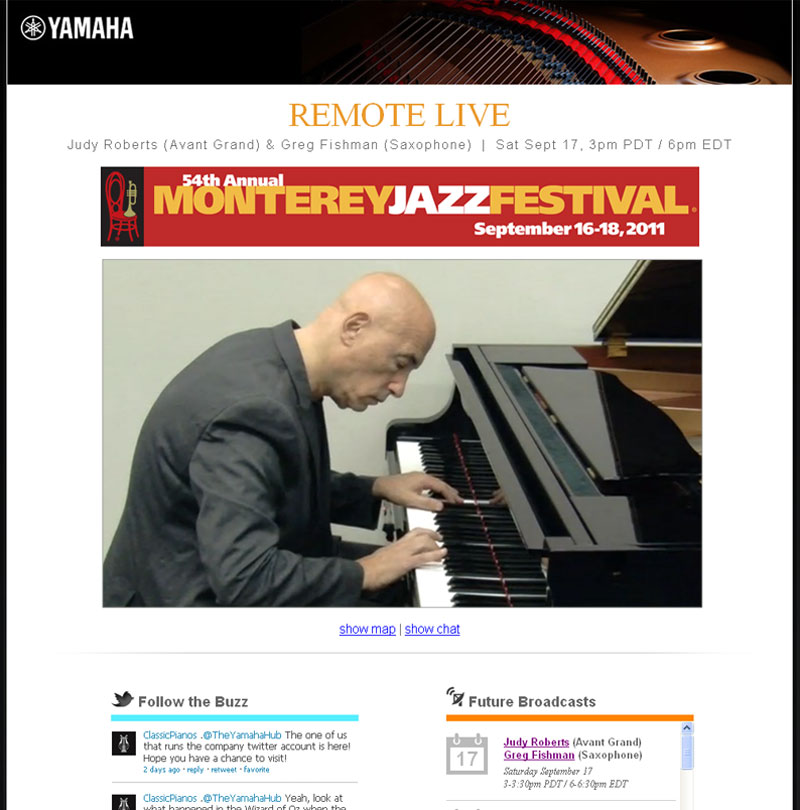 YAMAHA
REMOTE LIVE
Judy Roberts (Avant Grand) & Greg Fishman (Saxophone) | Sat Sept 17, 3pm PDT / 6pm EDT
54th Annual
MONTEREYJAZZFESTIVAL
September 16-18, 2011
show map | show chat
Follow the Buzz
ClassicPianos .@TheYamahaHub The one of us
that runs the company twitter account is here!
Hope you have a chance to visit!
2 days ago · reply · retweet · favorite
ClassicPianos .@TheYamahaHub Yeah, look at
what happened in the Wizard of Oz when the
Future Broadcasts
17
Judy Roberts (Avant Grand)
Greg Fishman (Saxophone)
Saturday September 17
3-3:30pm PDT / 6-6:30pm EDT